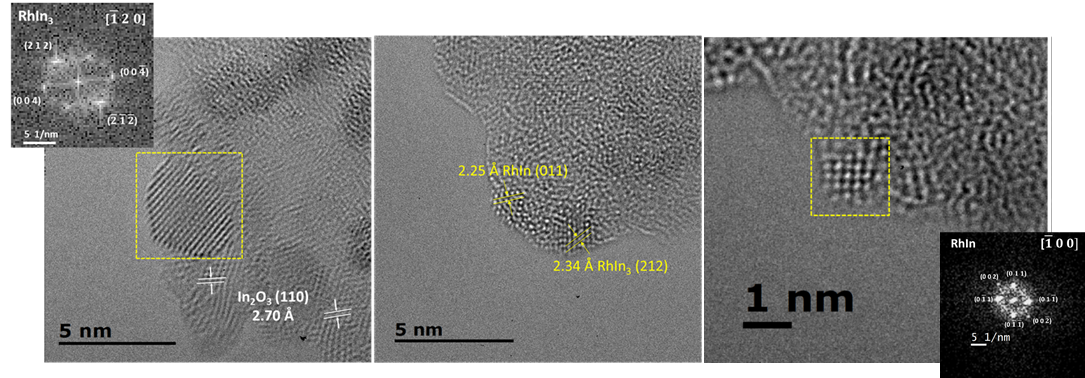 RhIn₃ [1̅ 2 0]
(2 1 2)
(0 0 4̅)
(0 0 4)
(2̅ 1̅ 2̅)
5 1/nm
In₂O₃ (110)
2.70 Å
5 nm
2.25 Å RhIn (011)
2.34 Å RhIn₃ (212)
5 nm
1 nm
RhIn [1̅ 0 0]
(0 0 2) (0 1 1)
(0 1̅ 1) (0 1 1̅)
(0 1̅ 1̅) (0 0 2̅)
5 1/nm